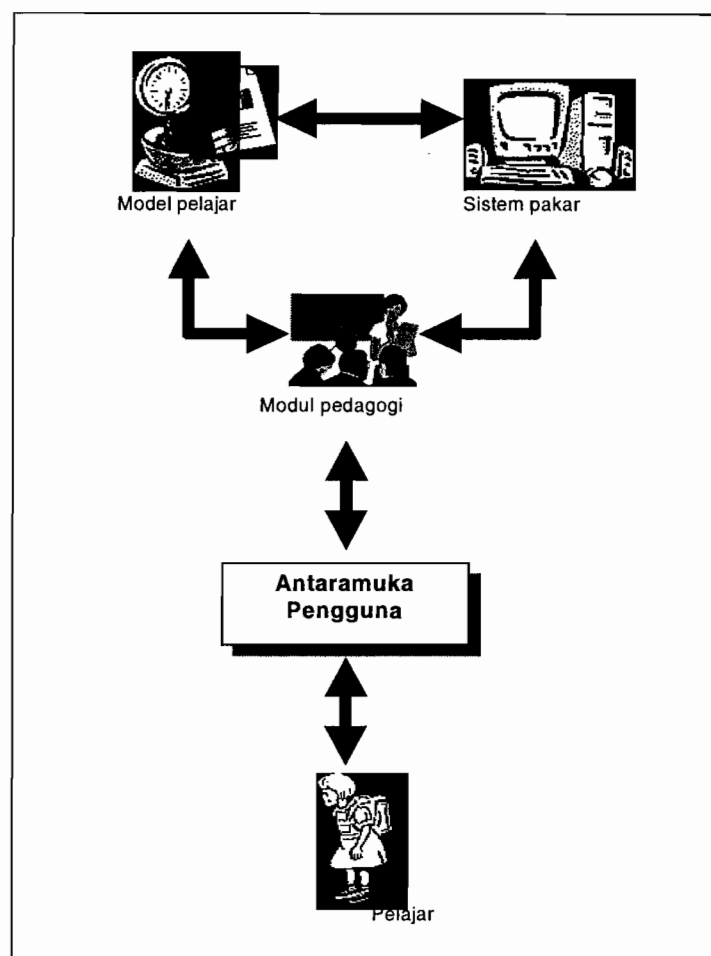 Model pelajar
Sistem pakar
Modul pedagogi
Antaramuka
Pengguna
Pelajar